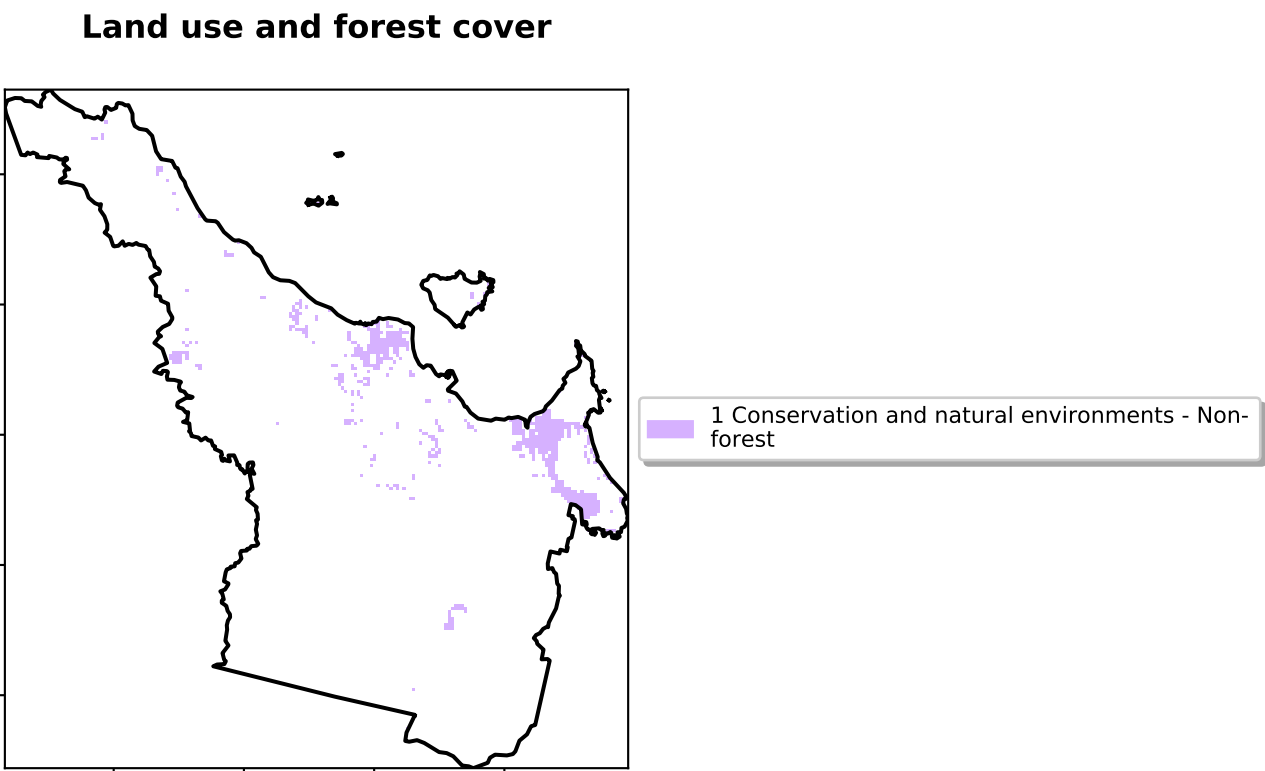 Land use and forest cover
1 Conservation and natural environments - Non-
forest